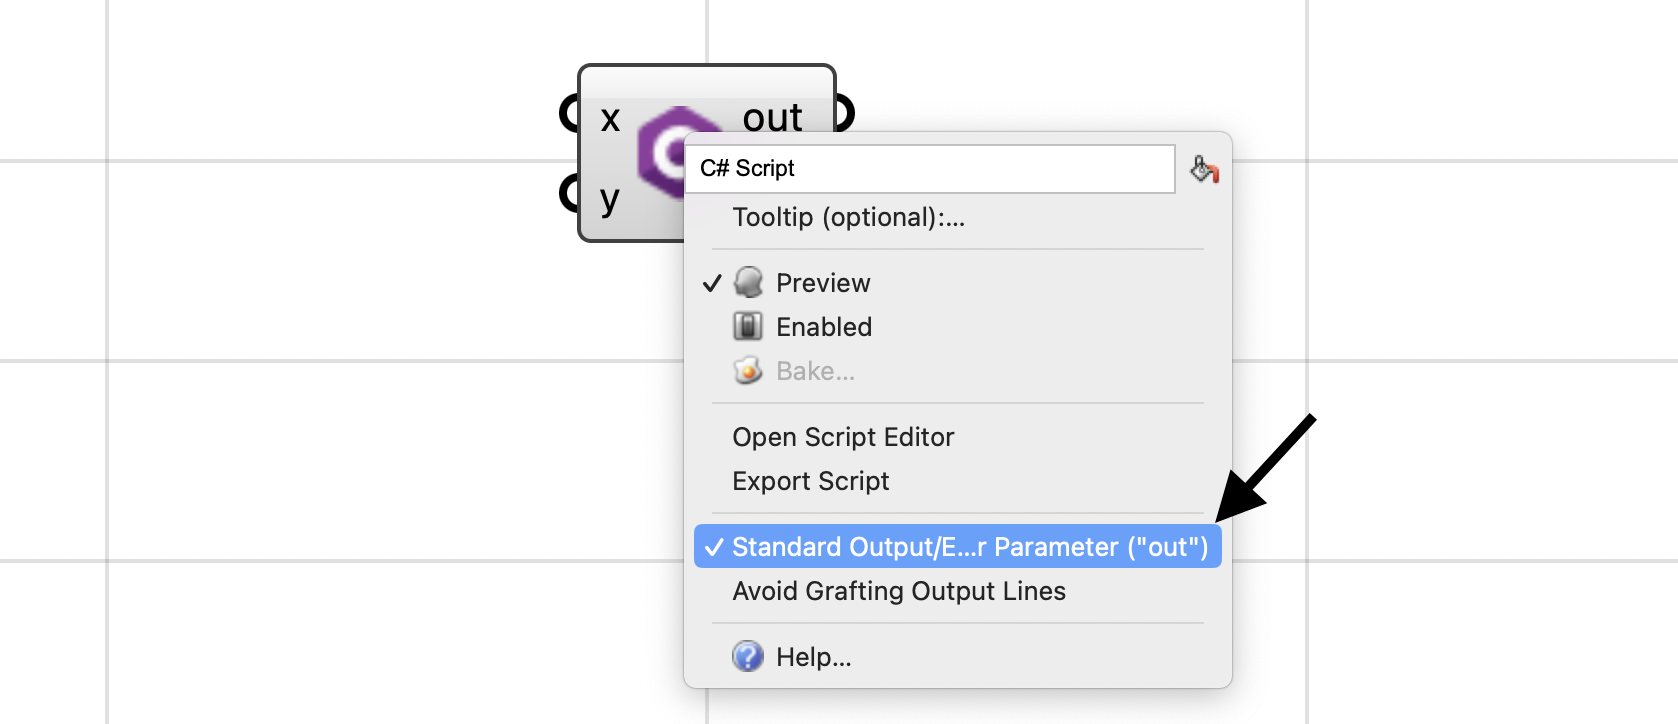 x
out
y
C# Script
Tooltip (optional):...
Preview
Enabled
Bake...
Open Script Editor
Export Script
Standard Output/E...r Parameter ("out")
Avoid Grafting Output Lines
Help...